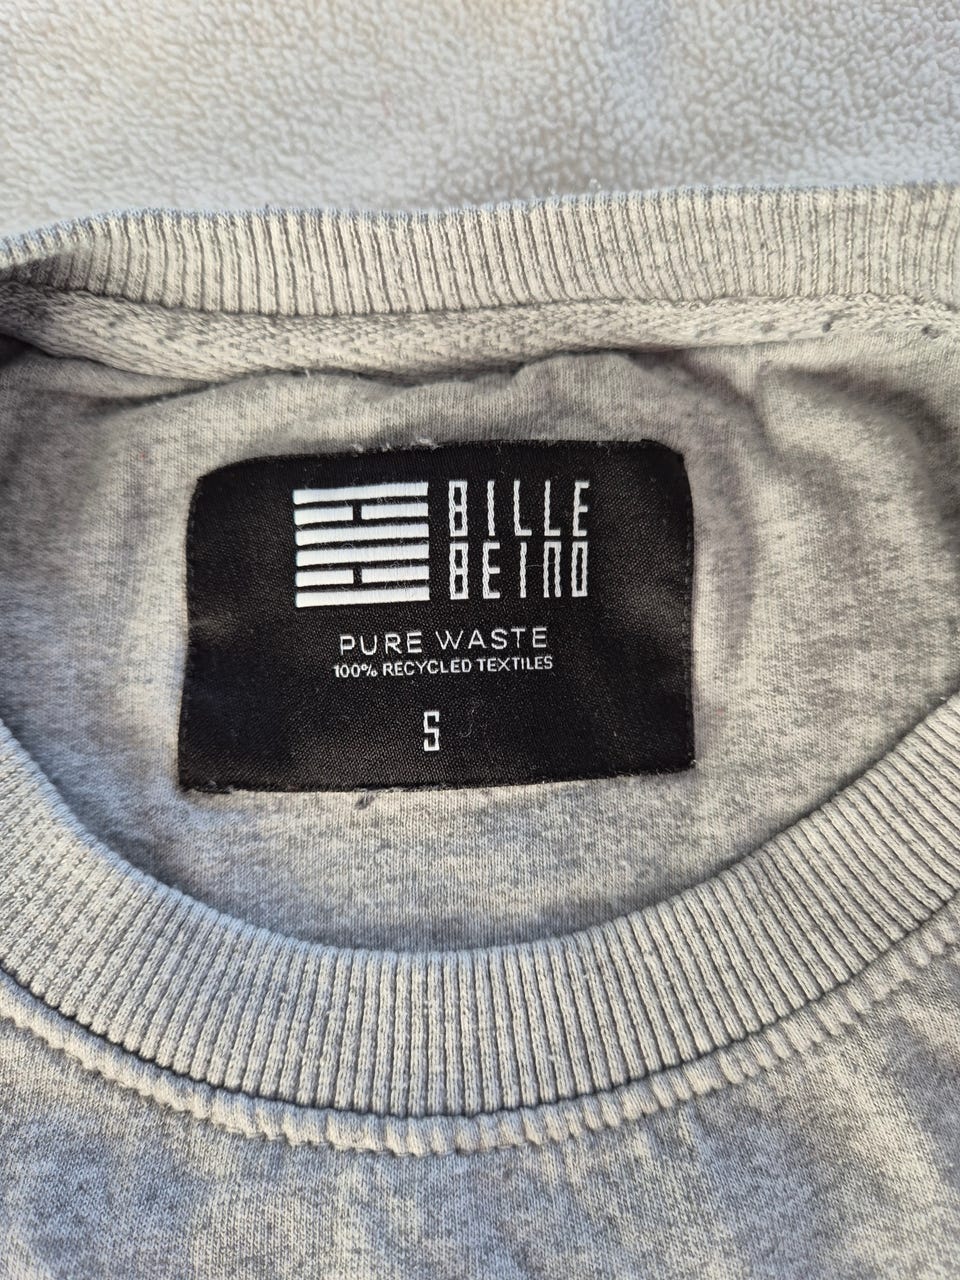 BILLE
BEINO
PURE WASTE
100% RECYCLED TEXTILES
S